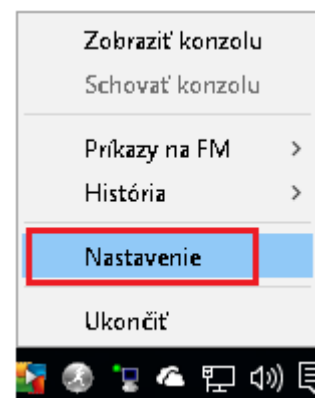 Zobraziť konzolu
Schovať konzolu
Príkazy na FM
História
Nastavenie
Ukončiť